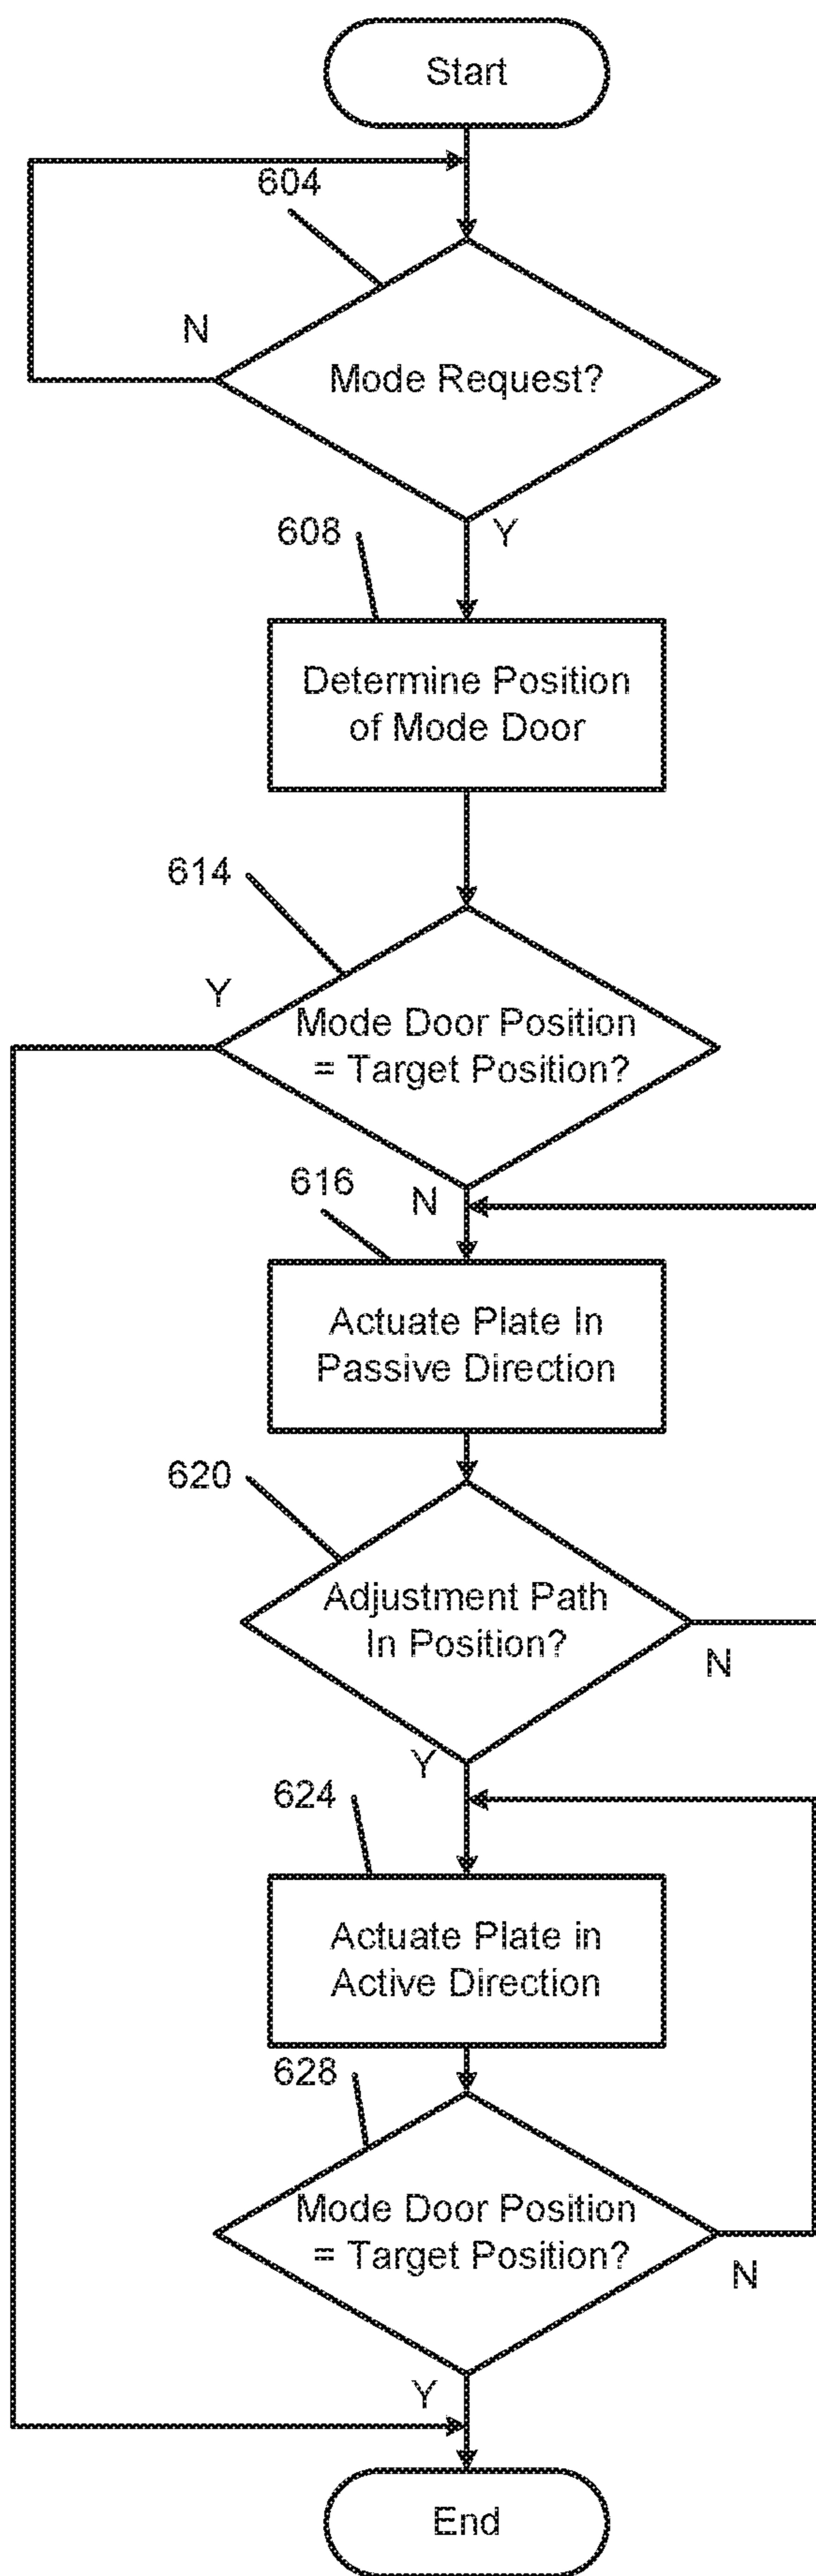 Start
604
N
Mode Request?
Y
608
Determine Position
of Mode Door
614
Y
Mode Door Position
= Target Position?
616
N
Actuate Plate In
Passive Direction
620
Adjustment Path
In Position?
N
Y
624
Actuate Plate in
Active Direction
628
Mode Door Position
= Target Position?
N
Y
End